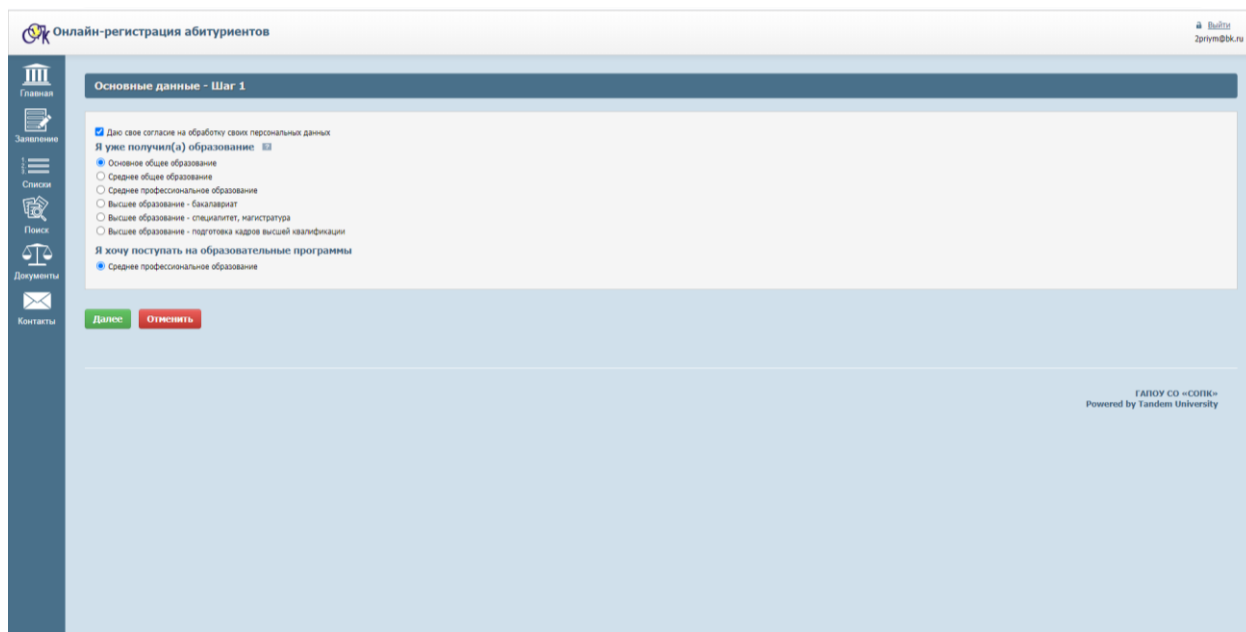 Онлайн-регистрация абитуриентов
Выйти
2priym@bk.ru
Главная
Заявление
Списки
Поиск
Документы
Контакты
Основные данные - Шаг 1
Даю свое согласие на обработку своих персональных данных
Я уже получил(а) образование
Основное общее образование
Среднее общее образование
Среднее профессиональное образование
Высшее образование - бакалавриат
Высшее образование - специалитет, магистратура
Высшее образование - подготовка кадров высшей квалификации
Я хочу поступать на образовательные программы
Среднее профессиональное образование
Далее
Отменить
ГАПОУ СО «СОПК»
Powered by Tandem University